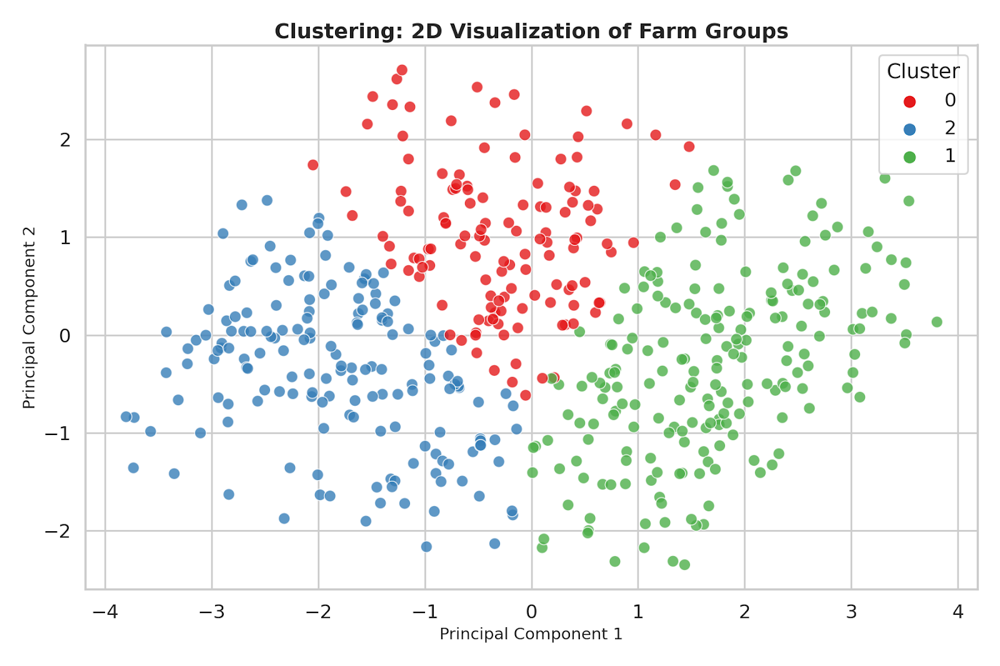 Clustering: 2D Visualization of Farm Groups
Cluster
0
2
1
2
1
0
−1
−2
Principal Component 2
−4 −3 −2 −1 0 1 2 3 4
Principal Component 1